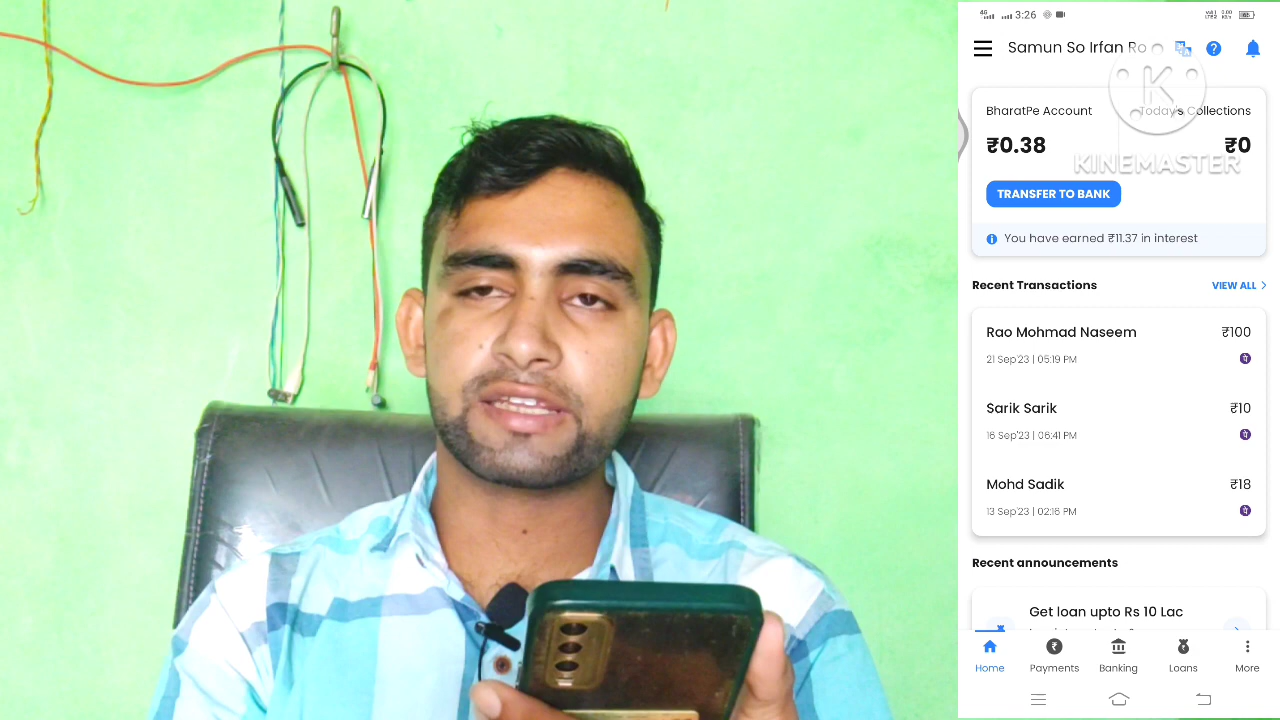 4G 3:26
Samun So Irfan Ro
BharatPe Account
Today's Collections
₹0.38
₹0
K
KINEMASTER
TRANSFER TO BANK
You have earned ₹11.37 in interest
Recent Transactions
VIEW ALL
Rao Mohmad Naseem
₹100
21 Sep'23 | 05:19 PM
Sarik Sarik
₹10
16 Sep'23 | 06:41 PM
Mohd Sadik
₹18
13 Sep'23 | 02:16 PM
Recent announcements
Get loan upto Rs 10 Lac
Home
Payments
Banking
Loans
More